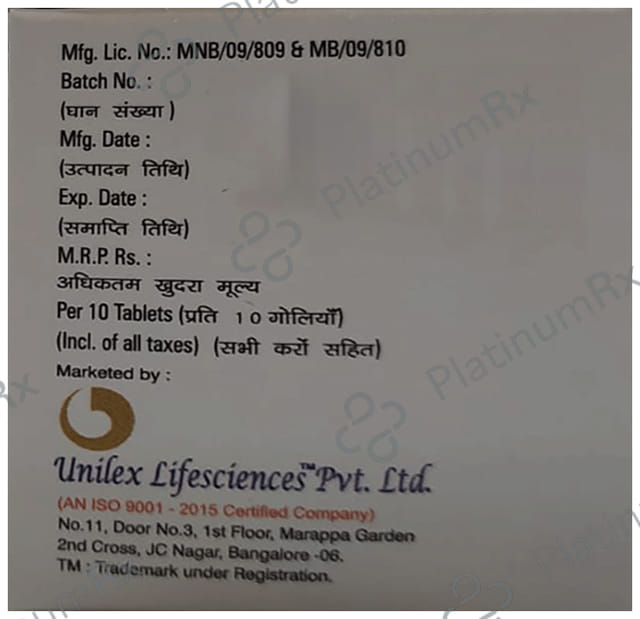 Mfg. Lic. No.: MNB/09/809 & MB/09/810
Batch No. :
(घान संख्या )
Mfg. Date :
(उत्पादन तिथि)
Exp. Date :
(समाप्ति तिथि)
M.R.P. Rs. :
अधिकतम खुदरा मूल्य
Per 10 Tablets (प्रति 10 गोलियाँ)
(Incl. of all taxes) (सभी करों सहित)
Marketed by :
Unilex Lifesciences™ Pvt. Ltd.
(AN ISO 9001 - 2015 Certified Company)
No.11, Door No.3, 1st Floor, Marappa Garden
2nd Cross, JC Nagar, Bangalore -06.
TM : Trademark under Registration.
PlatinumRx
PlatinumRx
PlatinumRx